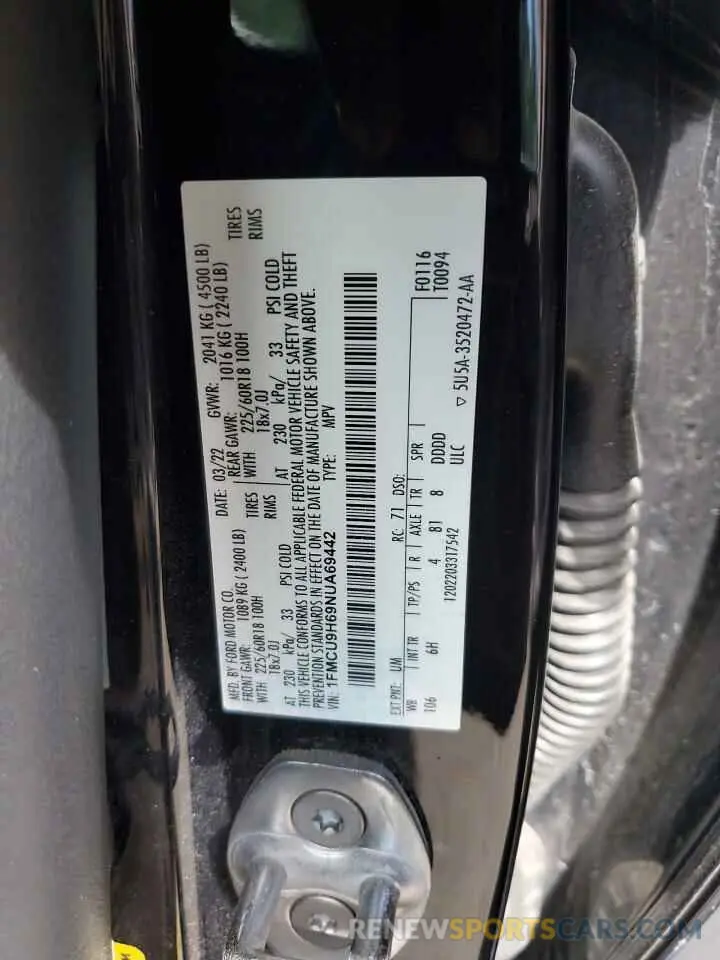 MFD. BY FORD MOTOR CO. DATE: 03/22 GVWR: 2041 KG ( 4500 LB)
FRONT GAWR: 1089 KG (2400 LB) REAR GAWR: 1016 KG ( 2240 LB)
WITH 225/60R18 100H TIRES WITH 225/60R18 100H TIRES
18x7.0J RIMS 18x7.0J RIMS
AT 230 kPa/ 33 PSI COLD AT 230 kPa/ 33 PSI COLD
THIS VEHICLE CONFORMS TO ALL APPLICABLE FEDERAL MOTOR VEHICLE SAFETY AND THEFT
PREVENTION STANDARDS IN EFFECT ON THE DATE OF MANUFACTURE SHOWN ABOVE.
VIN: 1FMCU9H69NUA69442 TYPE: MPV
EXT PNT: UM RC: 71 DSO: F0116
WB INT TR TP/PS R AXLE TR SPR T0094
106 6H 4 81 8 DDDD
1202203317542 ULC ▽ 5U5A-3520472-AA
RENEWSPORTSCARS.COM